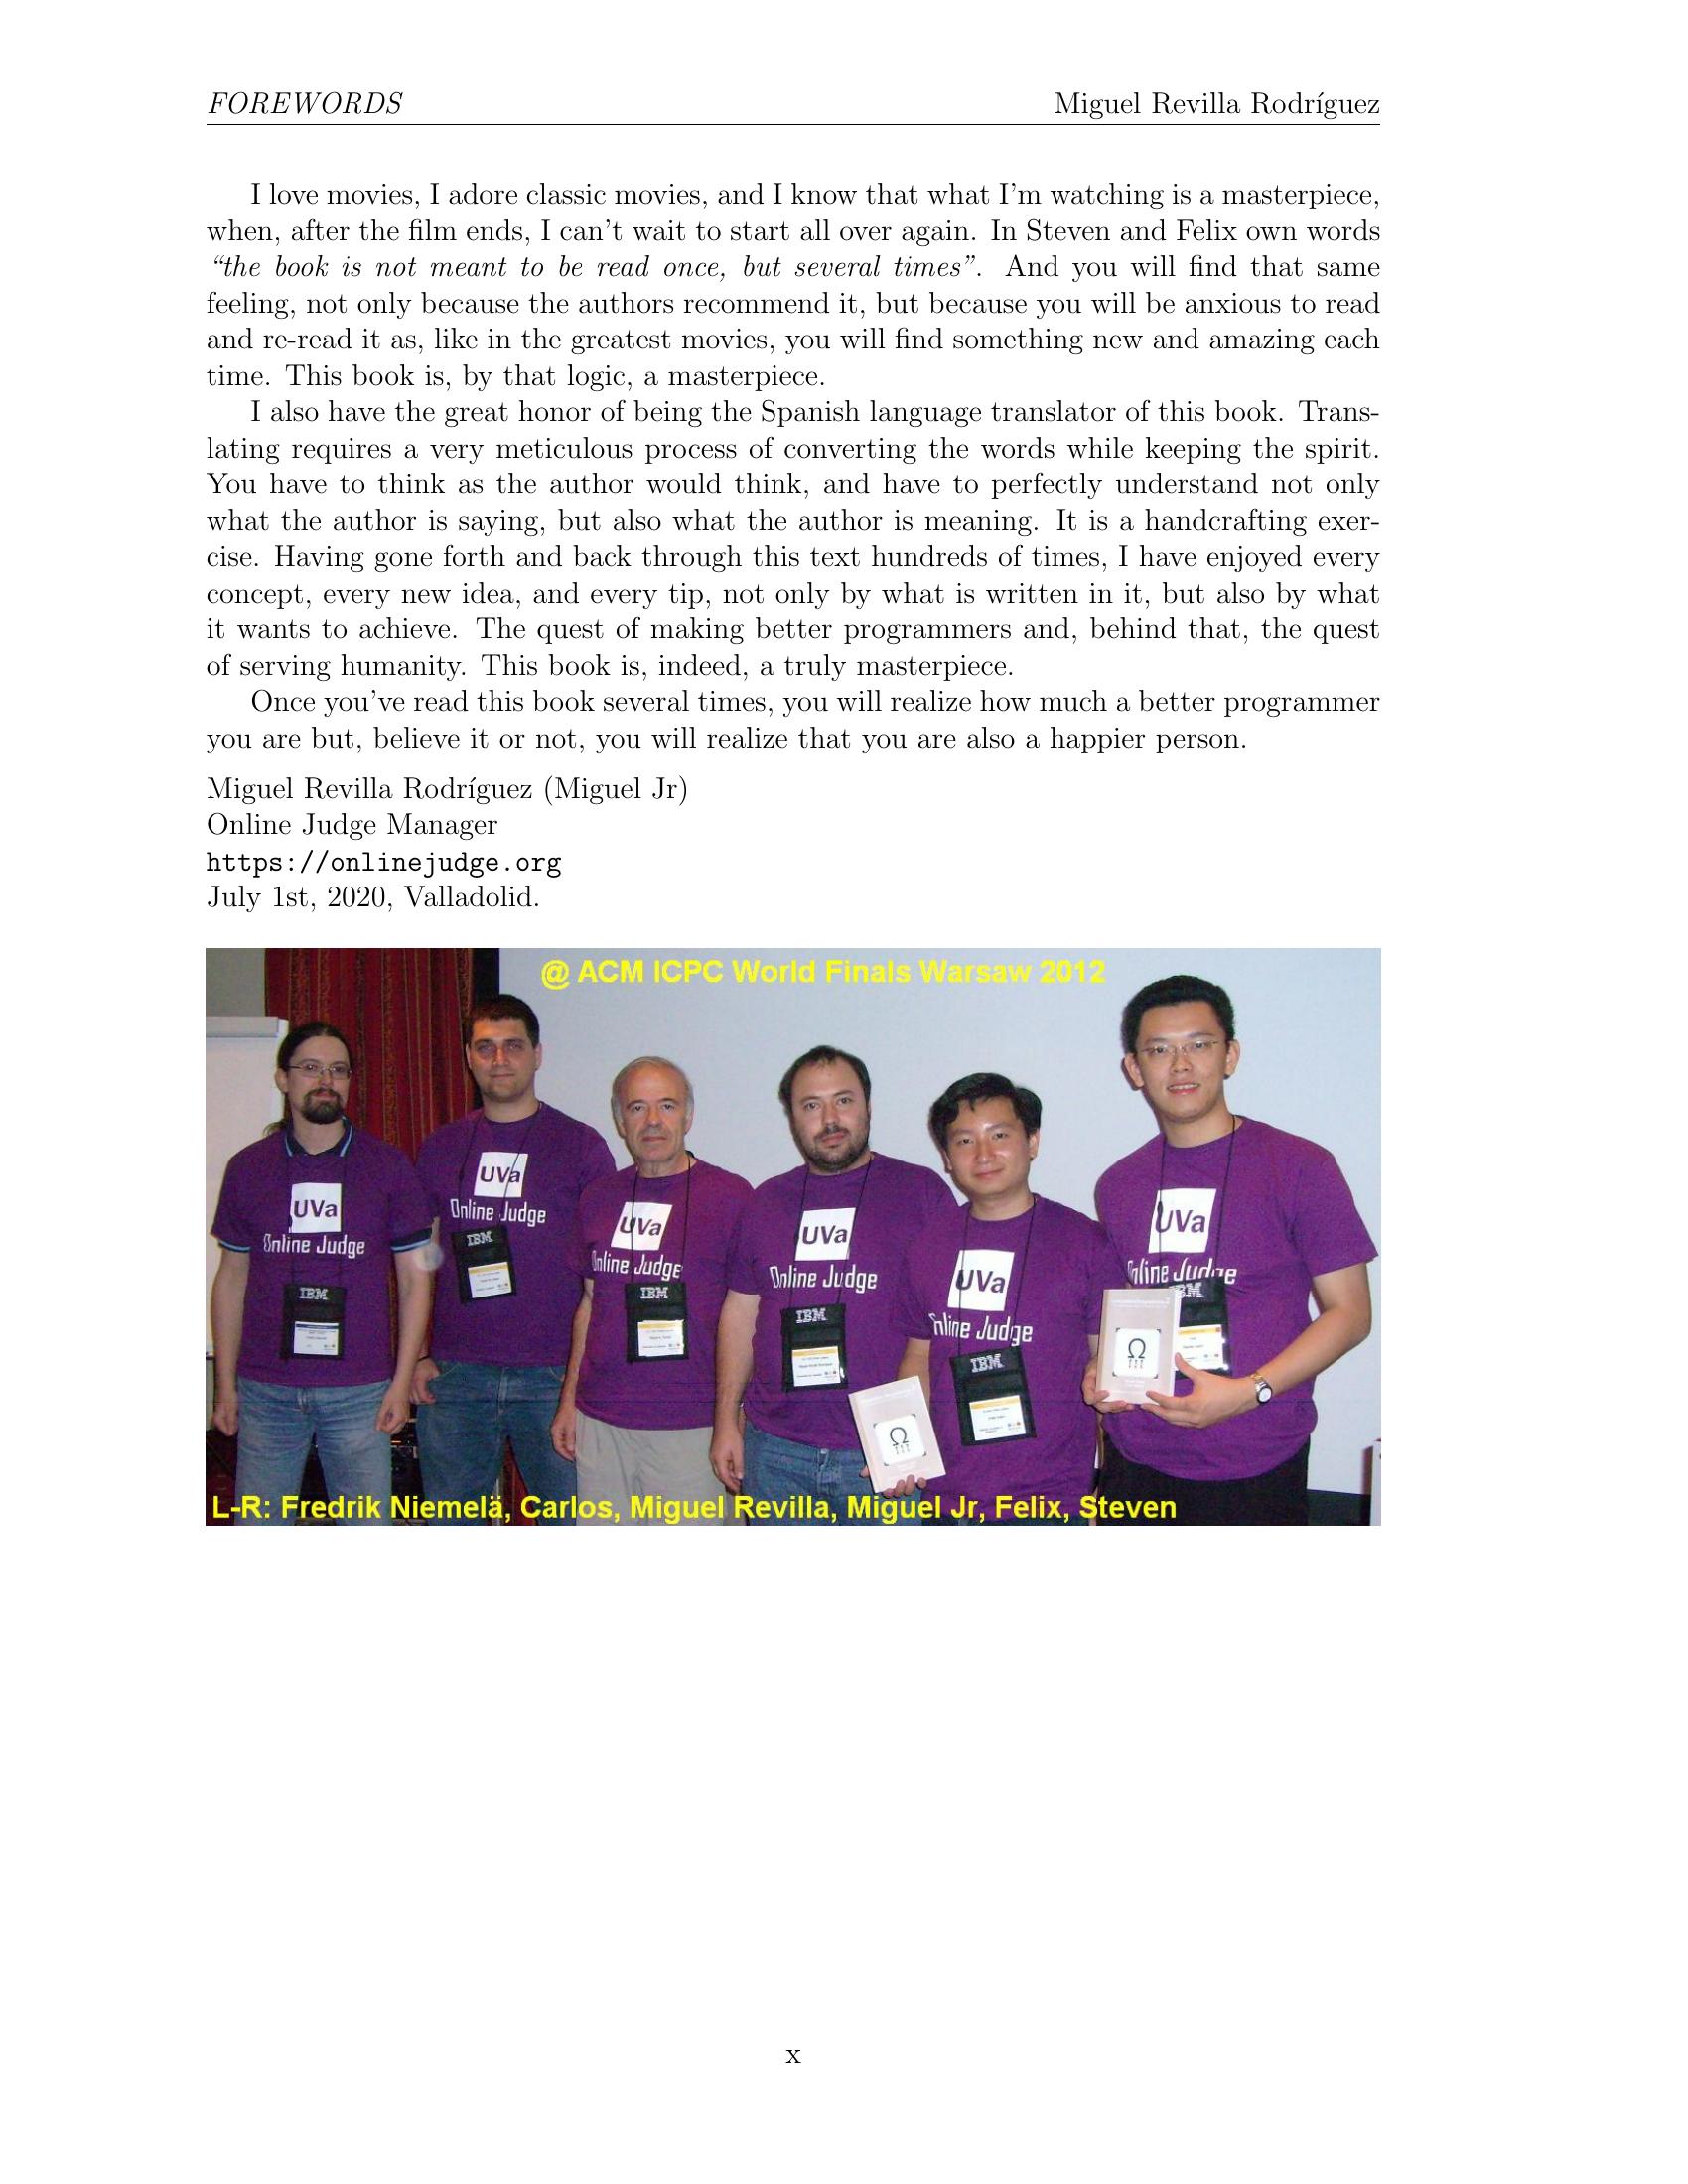 FOREWORDS Miguel Revilla Rodríguez
I love movies, I adore classic movies, and I know that what I'm watching is a masterpiece,
when, after the film ends, I can't wait to start all over again. In Steven and Felix own words
“the book is not meant to be read once, but several times”. And you will find that same
feeling, not only because the authors recommend it, but because you will be anxious to read
and re-read it as, like in the greatest movies, you will find something new and amazing each
time. This book is, by that logic, a masterpiece.
I also have the great honor of being the Spanish language translator of this book. Trans-
lating requires a very meticulous process of converting the words while keeping the spirit.
You have to think as the author would think, and have to perfectly understand not only
what the author is saying, but also what the author is meaning. It is a handcrafting exer-
cise. Having gone forth and back through this text hundreds of times, I have enjoyed every
concept, every new idea, and every tip, not only by what is written in it, but also by what
it wants to achieve. The quest of making better programmers and, behind that, the quest
of serving humanity. This book is, indeed, a truly masterpiece.
Once you've read this book several times, you will realize how much a better programmer
you are but, believe it or not, you will realize that you are also a happier person.
Miguel Revilla Rodríguez (Miguel Jr)
Online Judge Manager
https://onlinejudge.org
July 1st, 2020, Valladolid.
@ ACM ICPC World Finals Warsaw 2012
UVa
Online Judge
IBM
UVa
Online Judge
IBM
UVa
Online Judge
IBM
UVa
Online Judge
IBM
UVa
Online Judge
IBM
UVa
Online Judge
IBM
L-R: Fredrik Niemelä, Carlos, Miguel Revilla, Miguel Jr, Felix, Steven
x